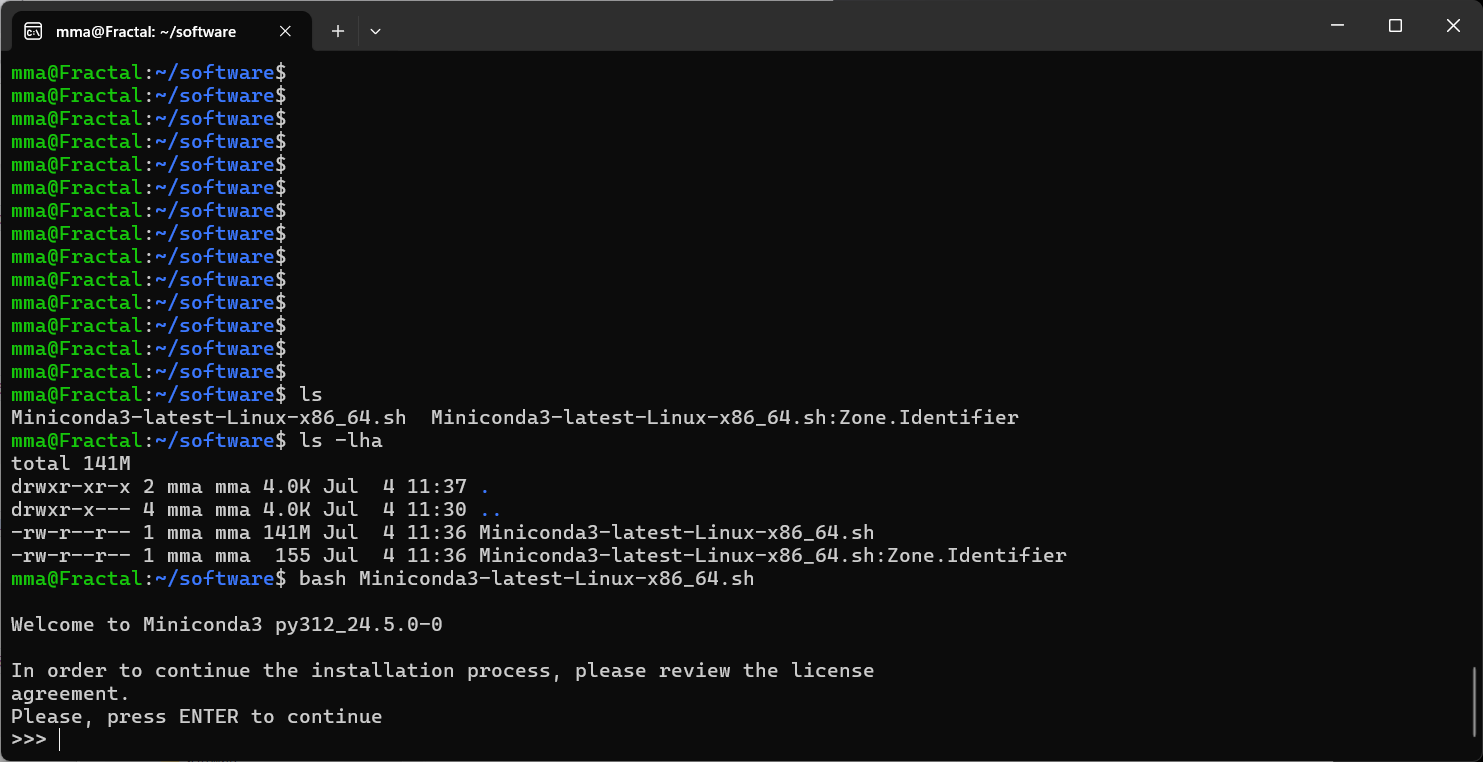 mma@Fractal: ~/software
mma@Fractal:~/software$
mma@Fractal:~/software$
mma@Fractal:~/software$
mma@Fractal:~/software$
mma@Fractal:~/software$
mma@Fractal:~/software$
mma@Fractal:~/software$
mma@Fractal:~/software$
mma@Fractal:~/software$
mma@Fractal:~/software$
mma@Fractal:~/software$
mma@Fractal:~/software$
mma@Fractal:~/software$
mma@Fractal:~/software$
mma@Fractal:~/software$ ls
Miniconda3-latest-Linux-x86_64.sh  Miniconda3-latest-Linux-x86_64.sh:Zone.Identifier
mma@Fractal:~/software$ ls -lha
total 141M
drwxr-xr-x 2 mma mma 4.0K Jul  4 11:37 .
drwxr-x--- 4 mma mma 4.0K Jul  4 11:30 ..
-rw-r--r-- 1 mma mma 141M Jul  4 11:36 Miniconda3-latest-Linux-x86_64.sh
-rw-r--r-- 1 mma mma  155 Jul  4 11:36 Miniconda3-latest-Linux-x86_64.sh:Zone.Identifier
mma@Fractal:~/software$ bash Miniconda3-latest-Linux-x86_64.sh
Welcome to Miniconda3 py312_24.5.0-0
In order to continue the installation process, please review the license
agreement.
Please, press ENTER to continue
>>>